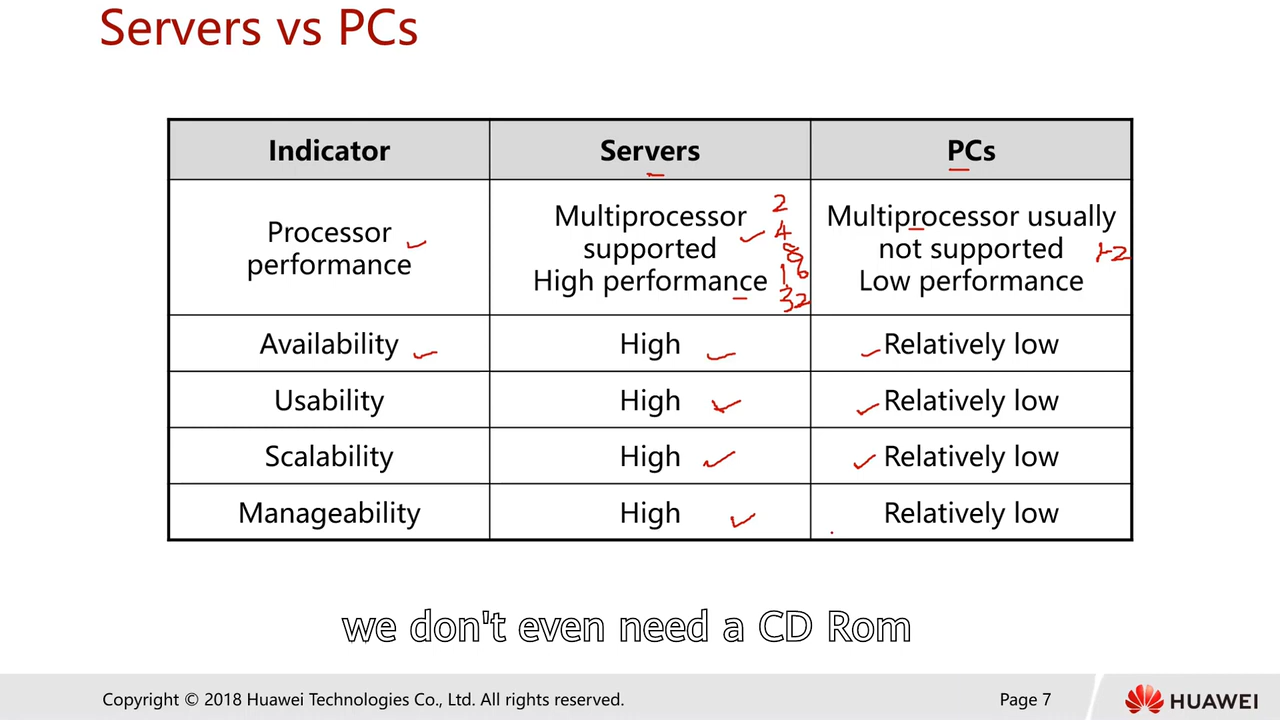 Servers vs PCs
Indicator
Servers
PCs
Processor
performance
Multiprocessor
supported
High performance
2
4
8
16
32
Multiprocessor usually
not supported
Low performance
1-2
Availability
High
Relatively low
Usability
High
Relatively low
Scalability
High
Relatively low
Manageability
High
Relatively low
we don't even need a CD Rom
Copyright © 2018 Huawei Technologies Co., Ltd. All rights reserved.
Page 7
HUAWEI